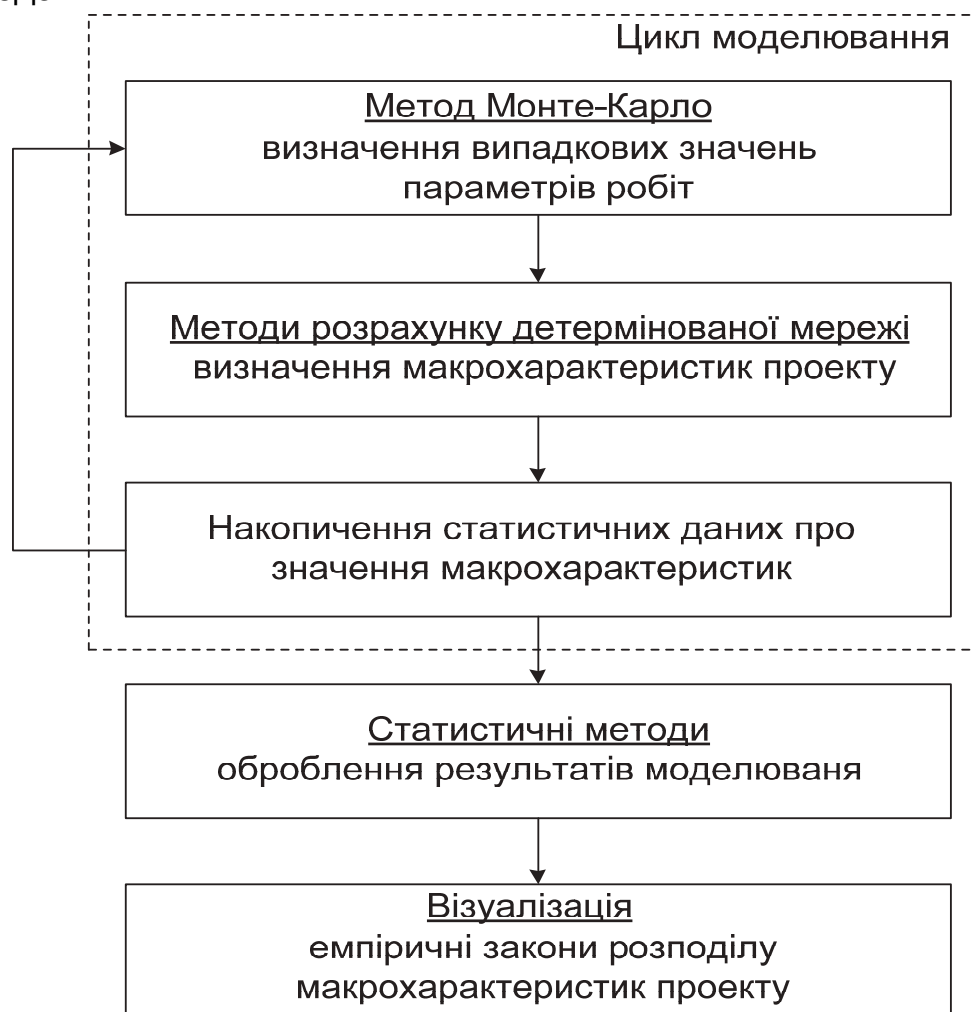 Цикл моделювання
Метод Монте-Карло
визначення випадкових значень
параметрів робіт
Методи розрахунку детермінованої мережі
визначення макрохарактеристик проекту
Накопичення статистичних даних про
значення макрохарактеристик
Статистичні методи
оброблення результатів моделюваня
Візуалізація
емпіричні закони розподілу
макрохарактеристик проекту